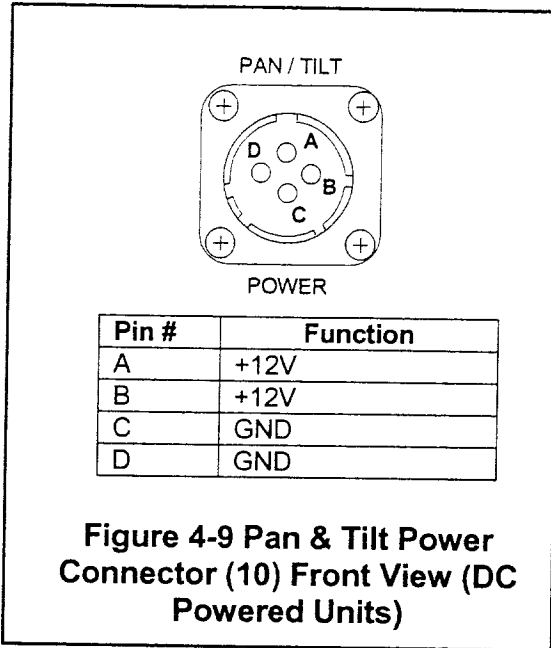 PAN / TILT
A
D
B
C
POWER
Pin # Function
A +12V
B +12V
C GND
D GND
Figure 4-9 Pan & Tilt Power
Connector (10) Front View (DC
Powered Units)